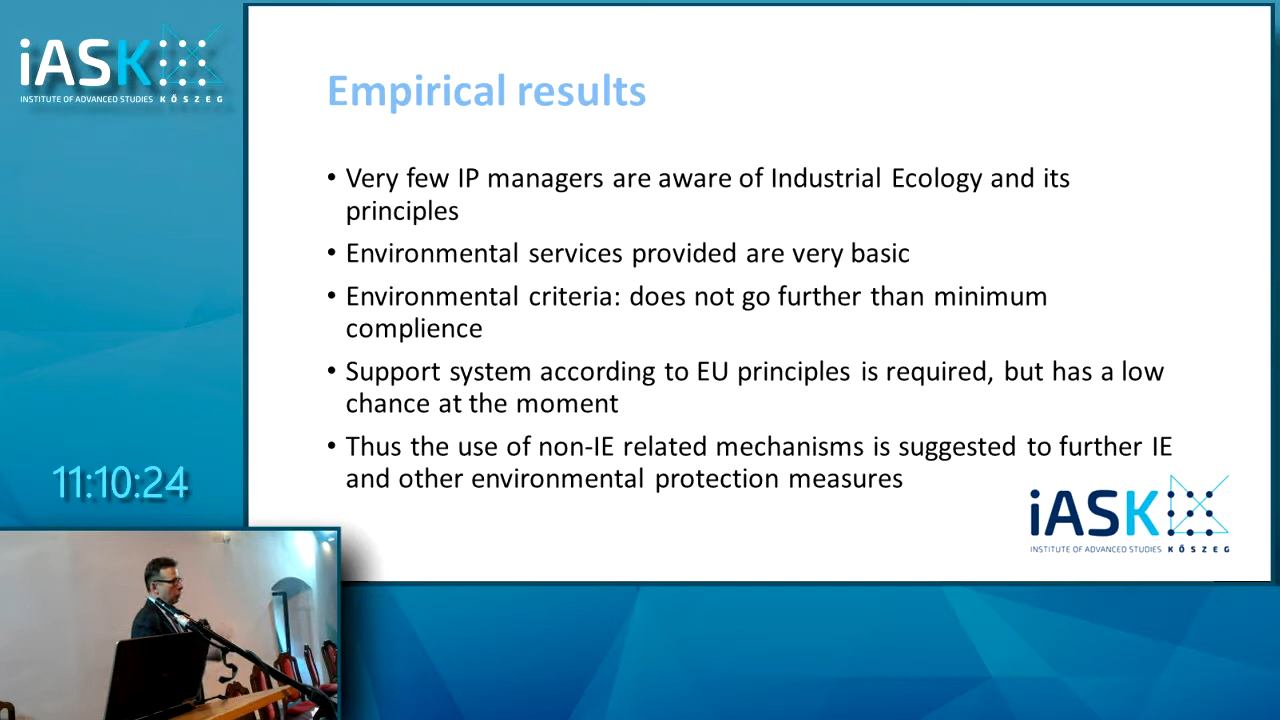 iASK
INSTITUTE OF ADVANCED STUDIES KŐSZEG
Empirical results
• Very few IP managers are aware of Industrial Ecology and its
principles
• Environmental services provided are very basic
• Environmental criteria: does not go further than minimum
complience
• Support system according to EU principles is required, but has a low
chance at the moment
• Thus the use of non-IE related mechanisms is suggested to further IE
and other environmental protection measures
11:10:24
iASK
INSTITUTE OF ADVANCED STUDIES KŐSZEG